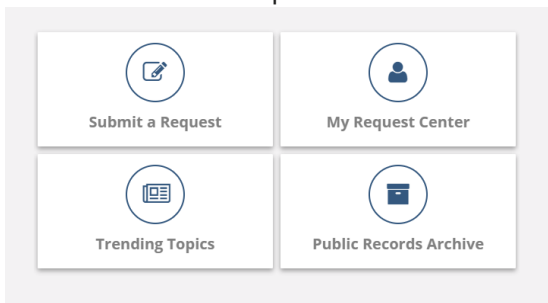 Submit a Request
My Request Center
Trending Topics
Public Records Archive